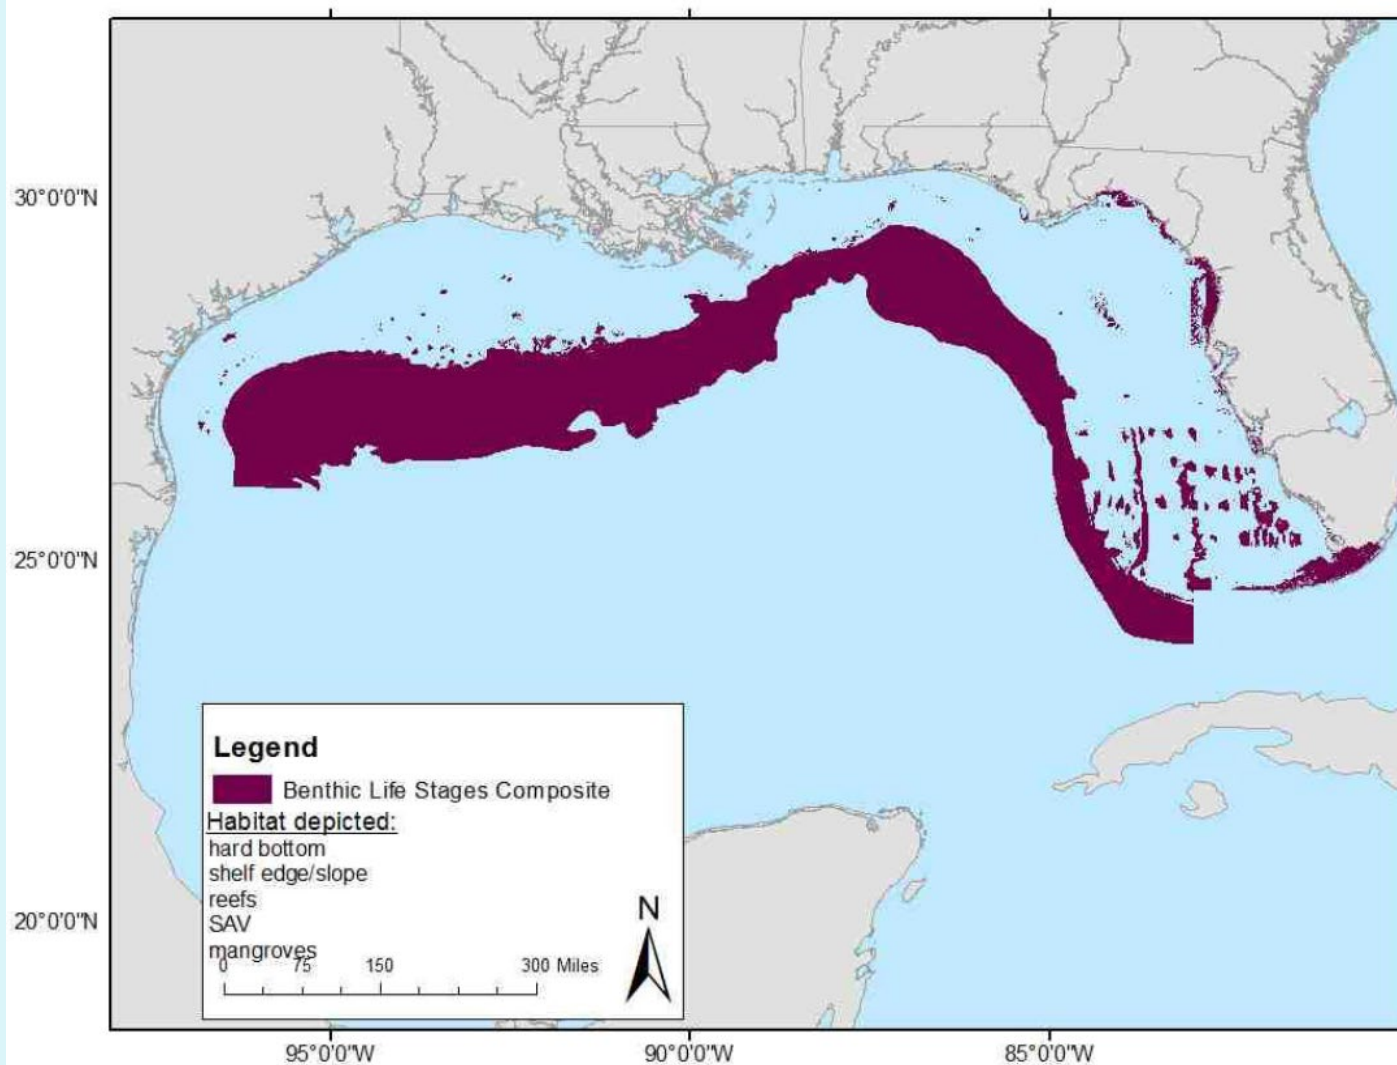 30°0'0"N
25°0'0"N
20°0'0"N
Legend
Benthic Life Stages Composite
Habitat depicted:
hard bottom
shelf edge/slope
reefs
SAV
mangroves
N
0 75 150 300 Miles
95°0'0"W 90°0'0"W 85°0'0"W